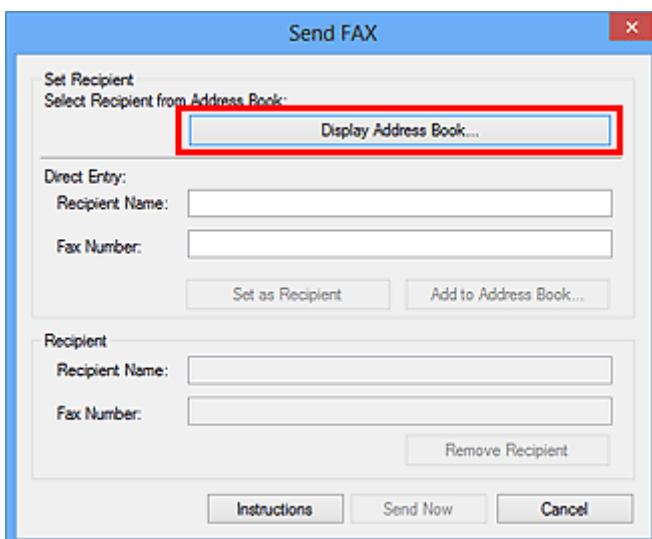 Send FAX
Set Recipient
Select Recipient from Address Book:
Display Address Book...
Direct Entry:
Recipient Name:
Fax Number:
Set as Recipient Add to Address Book...
Recipient
Recipient Name:
Fax Number:
Remove Recipient
Instructions Send Now Cancel